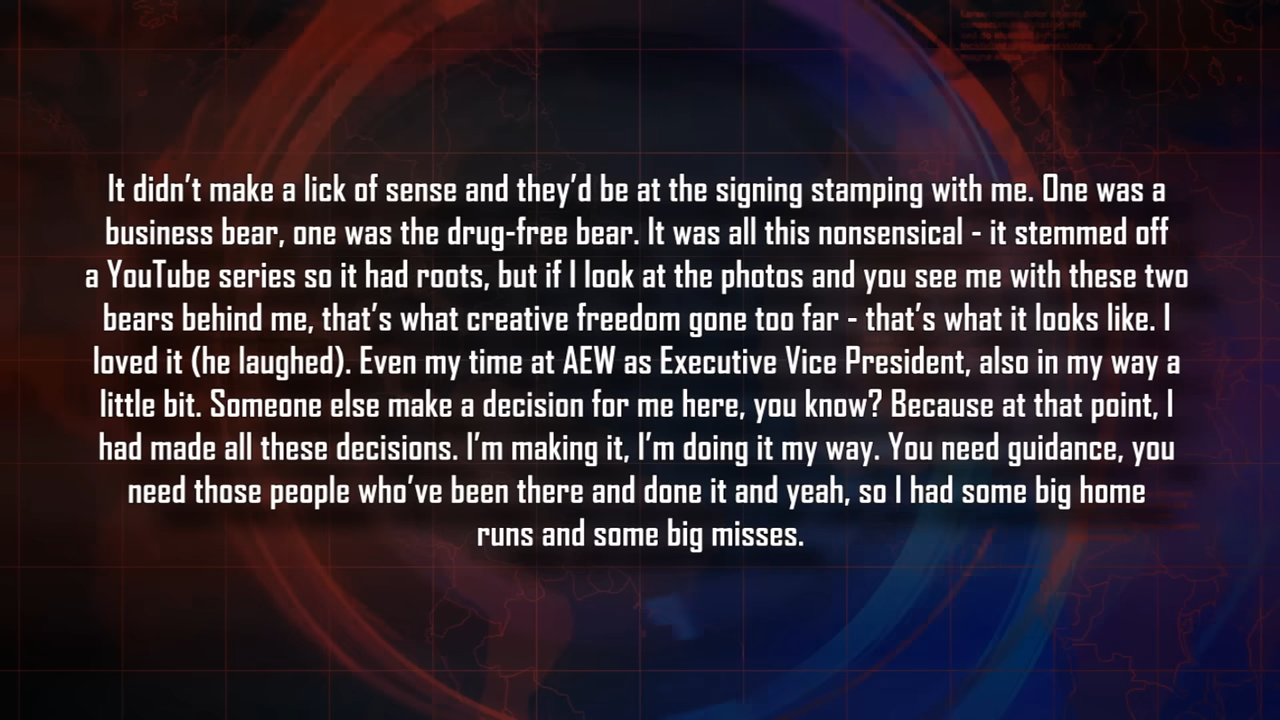 It didn't make a lick of sense and they'd be at the signing stamping with me. One was a
business bear, one was the drug-free bear. It was all this nonsensical - it stemmed off
a YouTube series so it had roots, but if I look at the photos and you see me with these two
bears behind me, that's what creative freedom gone too far - that's what it looks like. I
loved it (he laughed). Even my time at AEW as Executive Vice President, also in my way a
little bit. Someone else make a decision for me here, you know? Because at that point, I
had made all these decisions. I'm making it, I'm doing it my way. You need guidance, you
need those people who've been there and done it and yeah, so I had some big home
runs and some big misses.